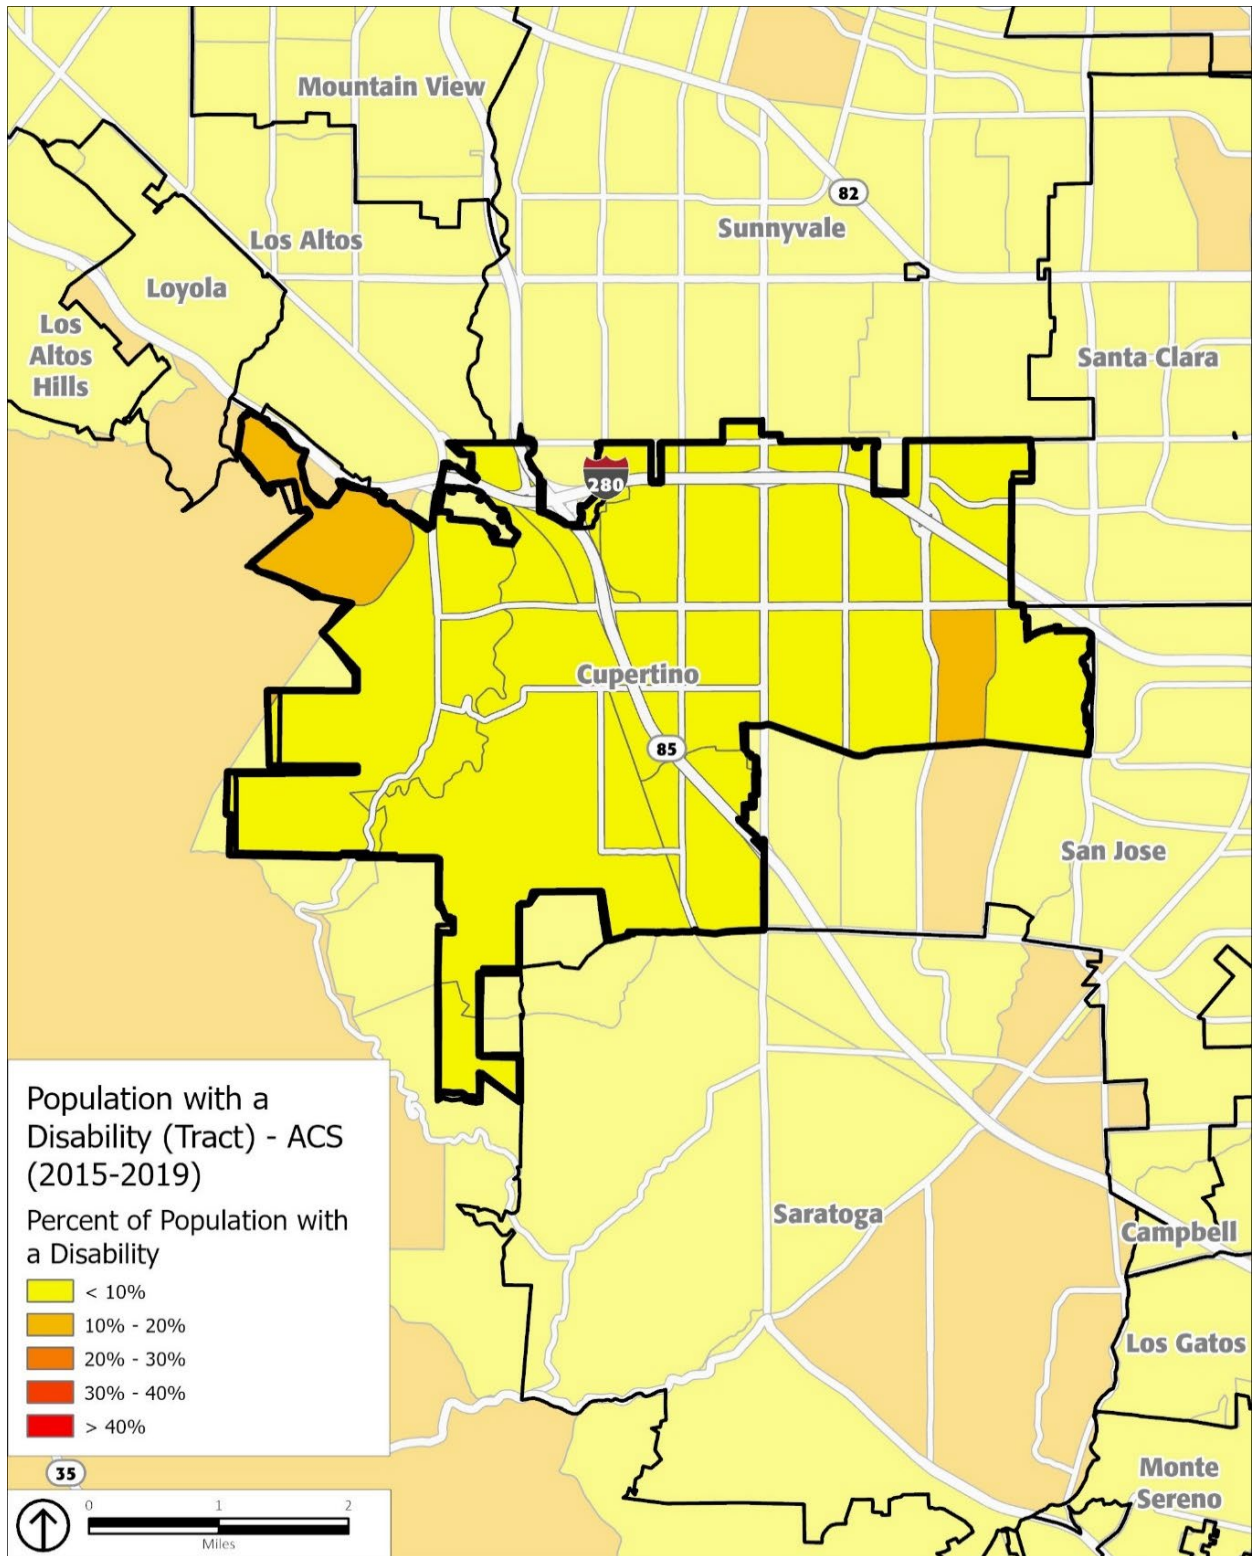 Mountain View
82
Sunnyvale
Los Altos
Loyola
Los
Altos
Hills
Santa Clara
280
Cupertino
85
San Jose
Population with a
Disability (Tract) - ACS
(2015-2019)
Percent of Population with
a Disability
< 10%
10% - 20%
20% - 30%
30% - 40%
> 40%
Saratoga
Campbell
Los Gatos
Monte
Sereno
35
0 1 2
Miles